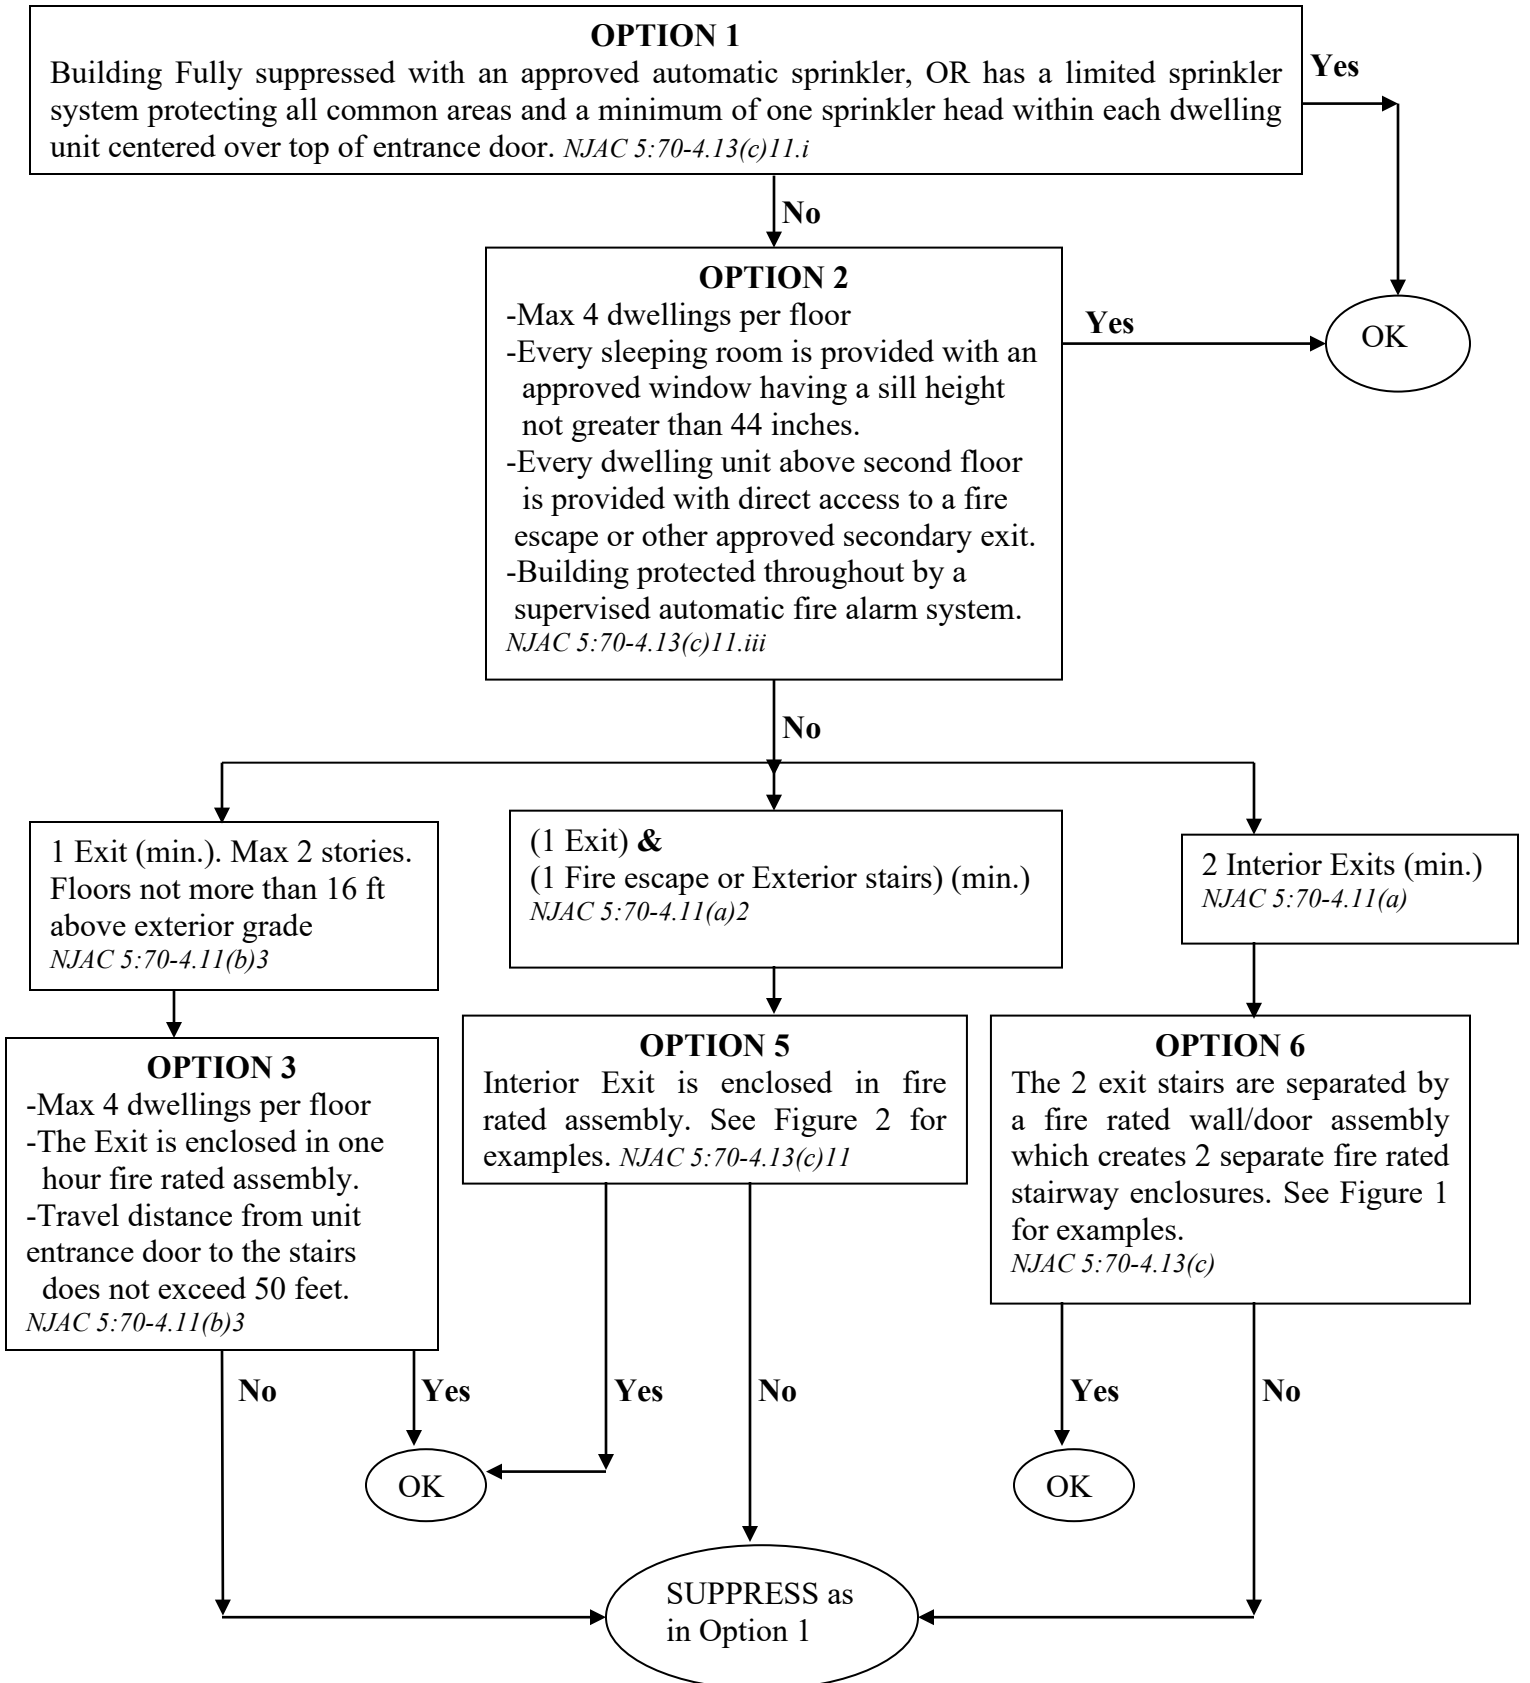 OPTION 1
Building Fully suppressed with an approved automatic sprinkler, OR has a limited sprinkler
system protecting all common areas and a minimum of one sprinkler head within each dwelling
unit centered over top of entrance door. NJAC 5:70-4.13(c)11.i
Yes
No
OPTION 2
-Max 4 dwellings per floor
-Every sleeping room is provided with an
approved window having a sill height
not greater than 44 inches.
-Every dwelling unit above second floor
is provided with direct access to a fire
escape or other approved secondary exit.
-Building protected throughout by a
supervised automatic fire alarm system.
NJAC 5:70-4.13(c)11.iii
Yes
OK
No
1 Exit (min.). Max 2 stories.
Floors not more than 16 ft
above exterior grade
NJAC 5:70-4.11(b)3
(1 Exit) &
(1 Fire escape or Exterior stairs) (min.)
NJAC 5:70-4.11(a)2
2 Interior Exits (min.)
NJAC 5:70-4.11(a)
OPTION 3
-Max 4 dwellings per floor
-The Exit is enclosed in one
hour fire rated assembly.
-Travel distance from unit
entrance door to the stairs
does not exceed 50 feet.
NJAC 5:70-4.11(b)3
OPTION 5
Interior Exit is enclosed in fire
rated assembly. See Figure 2 for
examples. NJAC 5:70-4.13(c)11
OPTION 6
The 2 exit stairs are separated by
a fire rated wall/door assembly
which creates 2 separate fire rated
stairway enclosures. See Figure 1
for examples.
NJAC 5:70-4.13(c)
No
Yes
Yes
No
Yes
No
OK
OK
SUPPRESS as
in Option 1